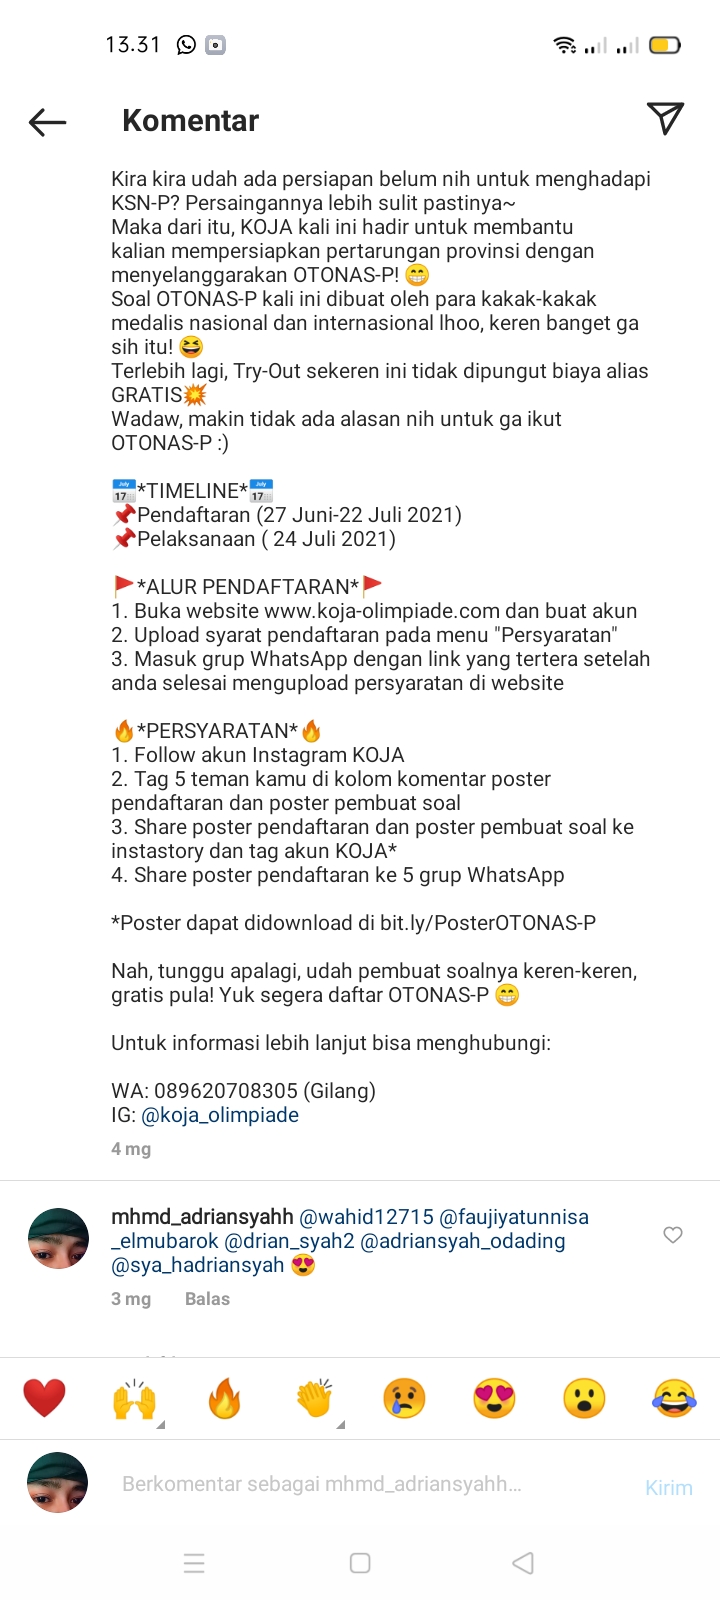 13.31
Komentar
Kira kira udah ada persiapan belum nih untuk menghadapi
KSN-P? Persaingannya lebih sulit pastinya~
Maka dari itu, KOJA kali ini hadir untuk membantu
kalian mempersiapkan pertarungan provinsi dengan
menyelanggarakan OTONAS-P! 😁
Soal OTONAS-P kali ini dibuat oleh para kakak-kakak
medalis nasional dan internasional lhoo, keren banget ga
sih itu! 😆
Terlebih lagi, Try-Out sekeren ini tidak dipungut biaya alias
GRATIS💥
Wadaw, makin tidak ada alasan nih untuk ga ikut
OTONAS-P :)
📅*TIMELINE*📅
📌Pendaftaran (27 Juni-22 Juli 2021)
📌Pelaksanaan ( 24 Juli 2021)
🚩*ALUR PENDAFTARAN*🚩
1. Buka website www.koja-olimpiade.com dan buat akun
2. Upload syarat pendaftaran pada menu "Persyaratan"
3. Masuk grup WhatsApp dengan link yang tertera setelah
anda selesai mengupload persyaratan di website
🔥*PERSYARATAN*🔥
1. Follow akun Instagram KOJA
2. Tag 5 teman kamu di kolom komentar poster
pendaftaran dan poster pembuat soal
3. Share poster pendaftaran dan poster pembuat soal ke
instastory dan tag akun KOJA*
4. Share poster pendaftaran ke 5 grup WhatsApp
*Poster dapat didownload di bit.ly/PosterOTONAS-P
Nah, tunggu apalagi, udah pembuat soalnya keren-keren,
gratis pula! Yuk segera daftar OTONAS-P 😁
Untuk informasi lebih lanjut bisa menghubungi:
WA: 089620708305 (Gilang)
IG: @koja_olimpiade
4 mg
mhmd_adriansyahh @wahid12715 @faujiyatunnisa
_elmubarok @drian_syah2 @adriansyah_odading
@sya_hadriansyah 😍
3 mg Balas
Berkomentar sebagai mhmd_adriansyahh...
Kirim